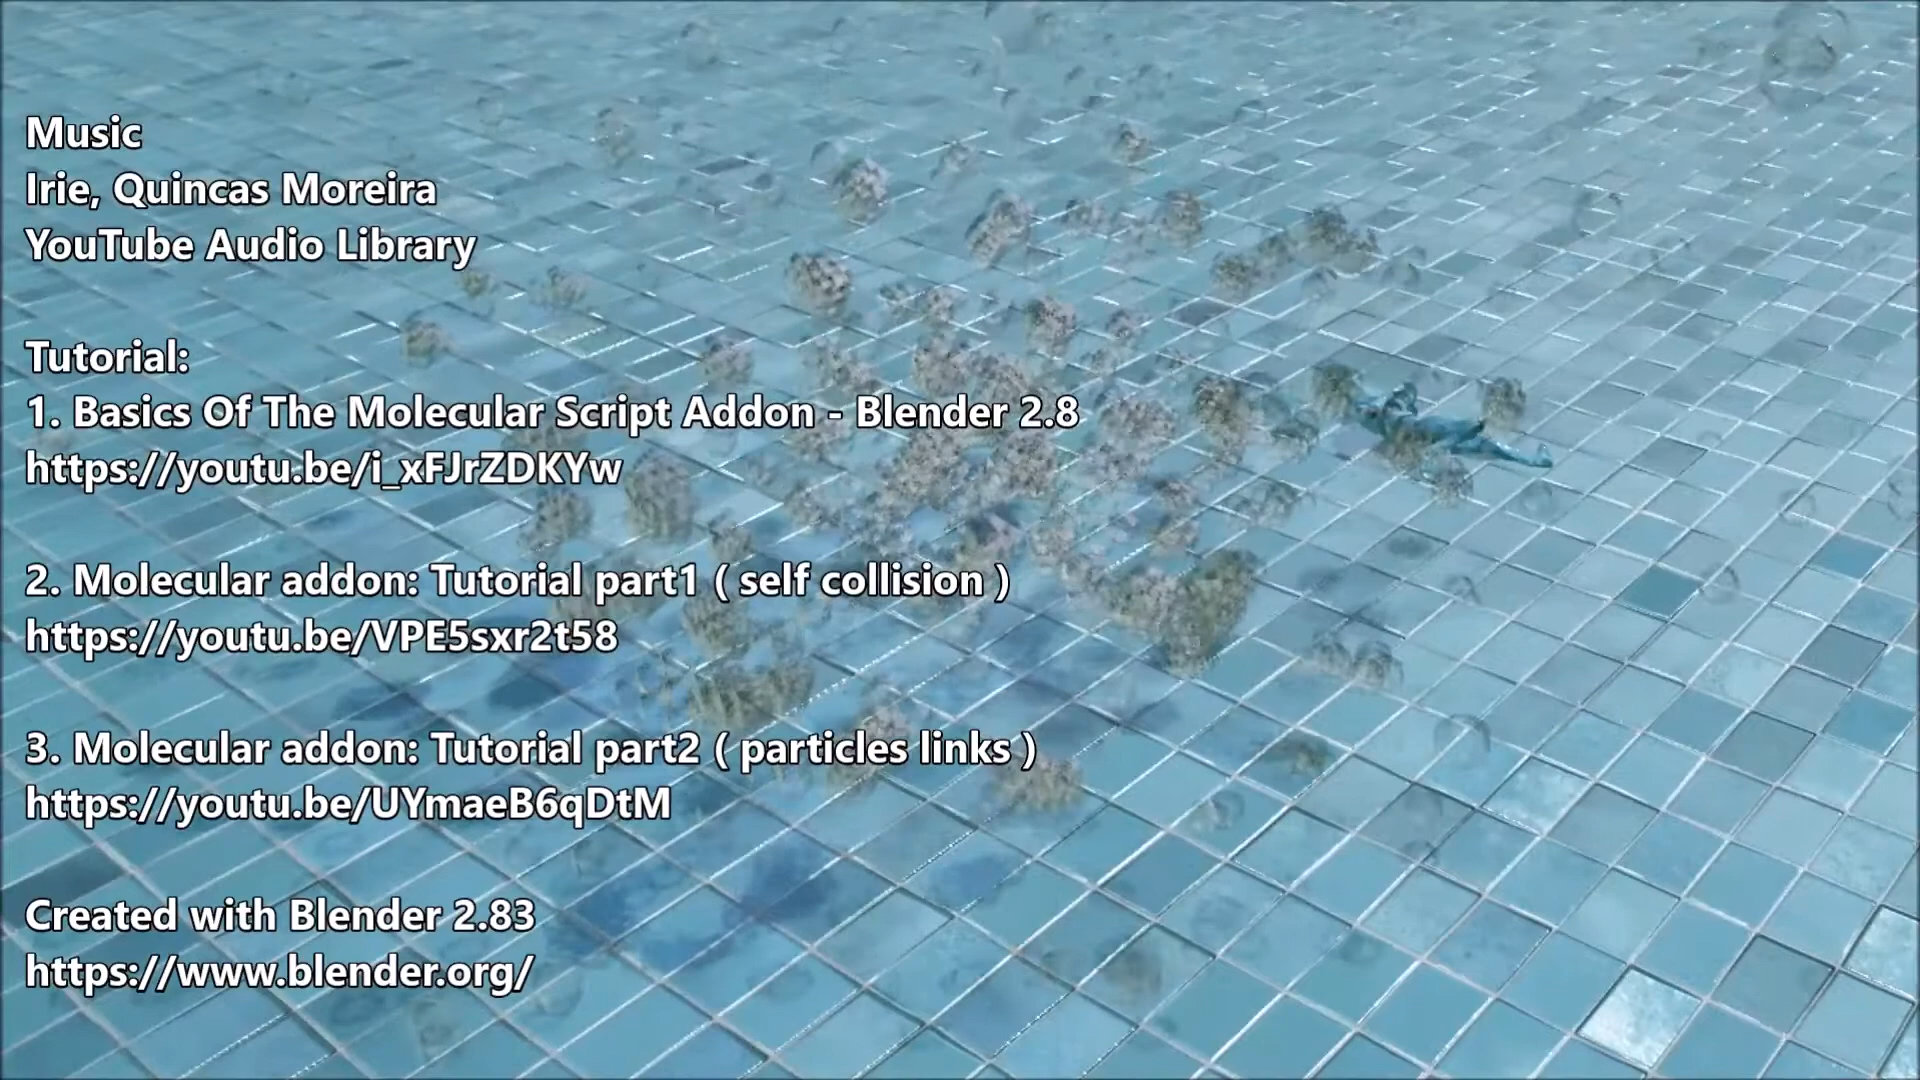 Music
Irie, Quincas Moreira
YouTube Audio Library
Tutorial:
1. Basics Of The Molecular Script Addon - Blender 2.8
https://youtu.be/i_xFJrZDKYw
2. Molecular addon: Tutorial part1 ( self collision )
https://youtu.be/VPE5sxr2t58
3. Molecular addon: Tutorial part2 ( particles links )
https://youtu.be/UYmaeB6qDtM
Created with Blender 2.83
https://www.blender.org/